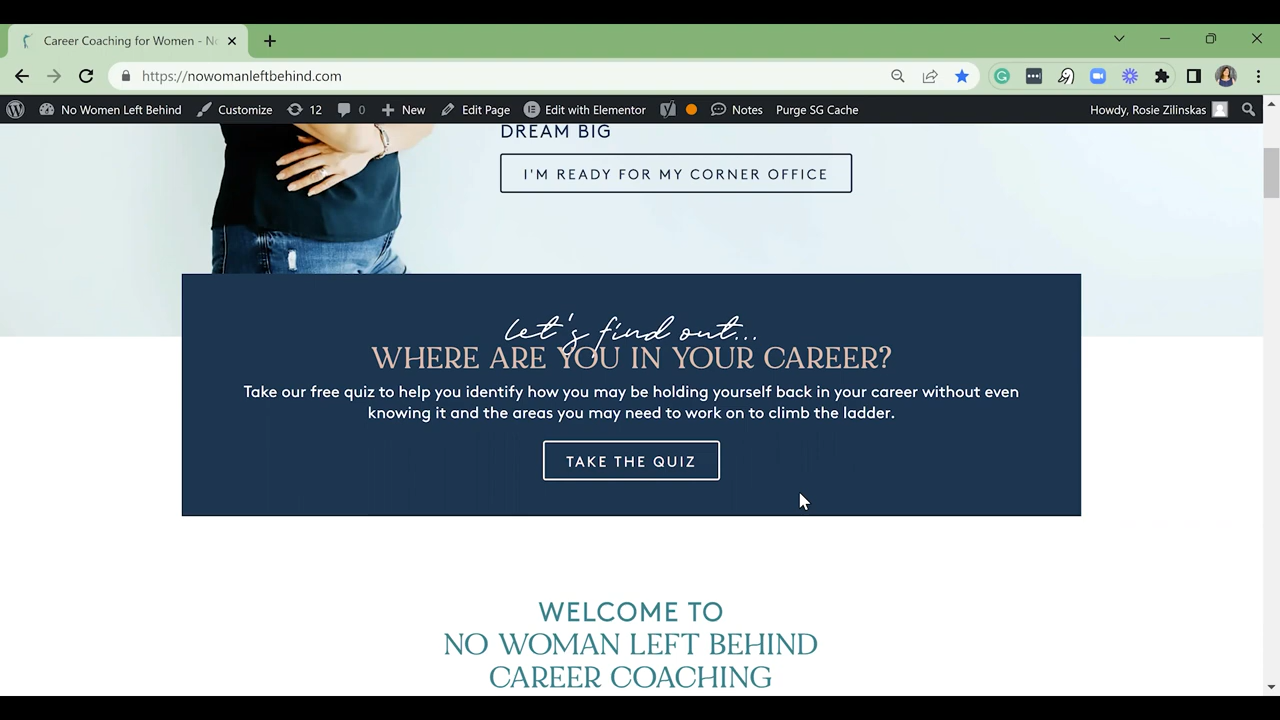 Career Coaching for Women - No
https://nowomanleftbehind.com
No Women Left Behind Customize 12 0 New Edit Page Edit with Elementor Notes Purge SG Cache Howdy, Rosie Zilinskas
DREAM BIG
I'M READY FOR MY CORNER OFFICE
let's find out...
WHERE ARE YOU IN YOUR CAREER?
Take our free quiz to help you identify how you may be holding yourself back in your career without even
knowing it and the areas you may need to work on to climb the ladder.
TAKE THE QUIZ
WELCOME TO
NO WOMAN LEFT BEHIND
CAREER COACHING